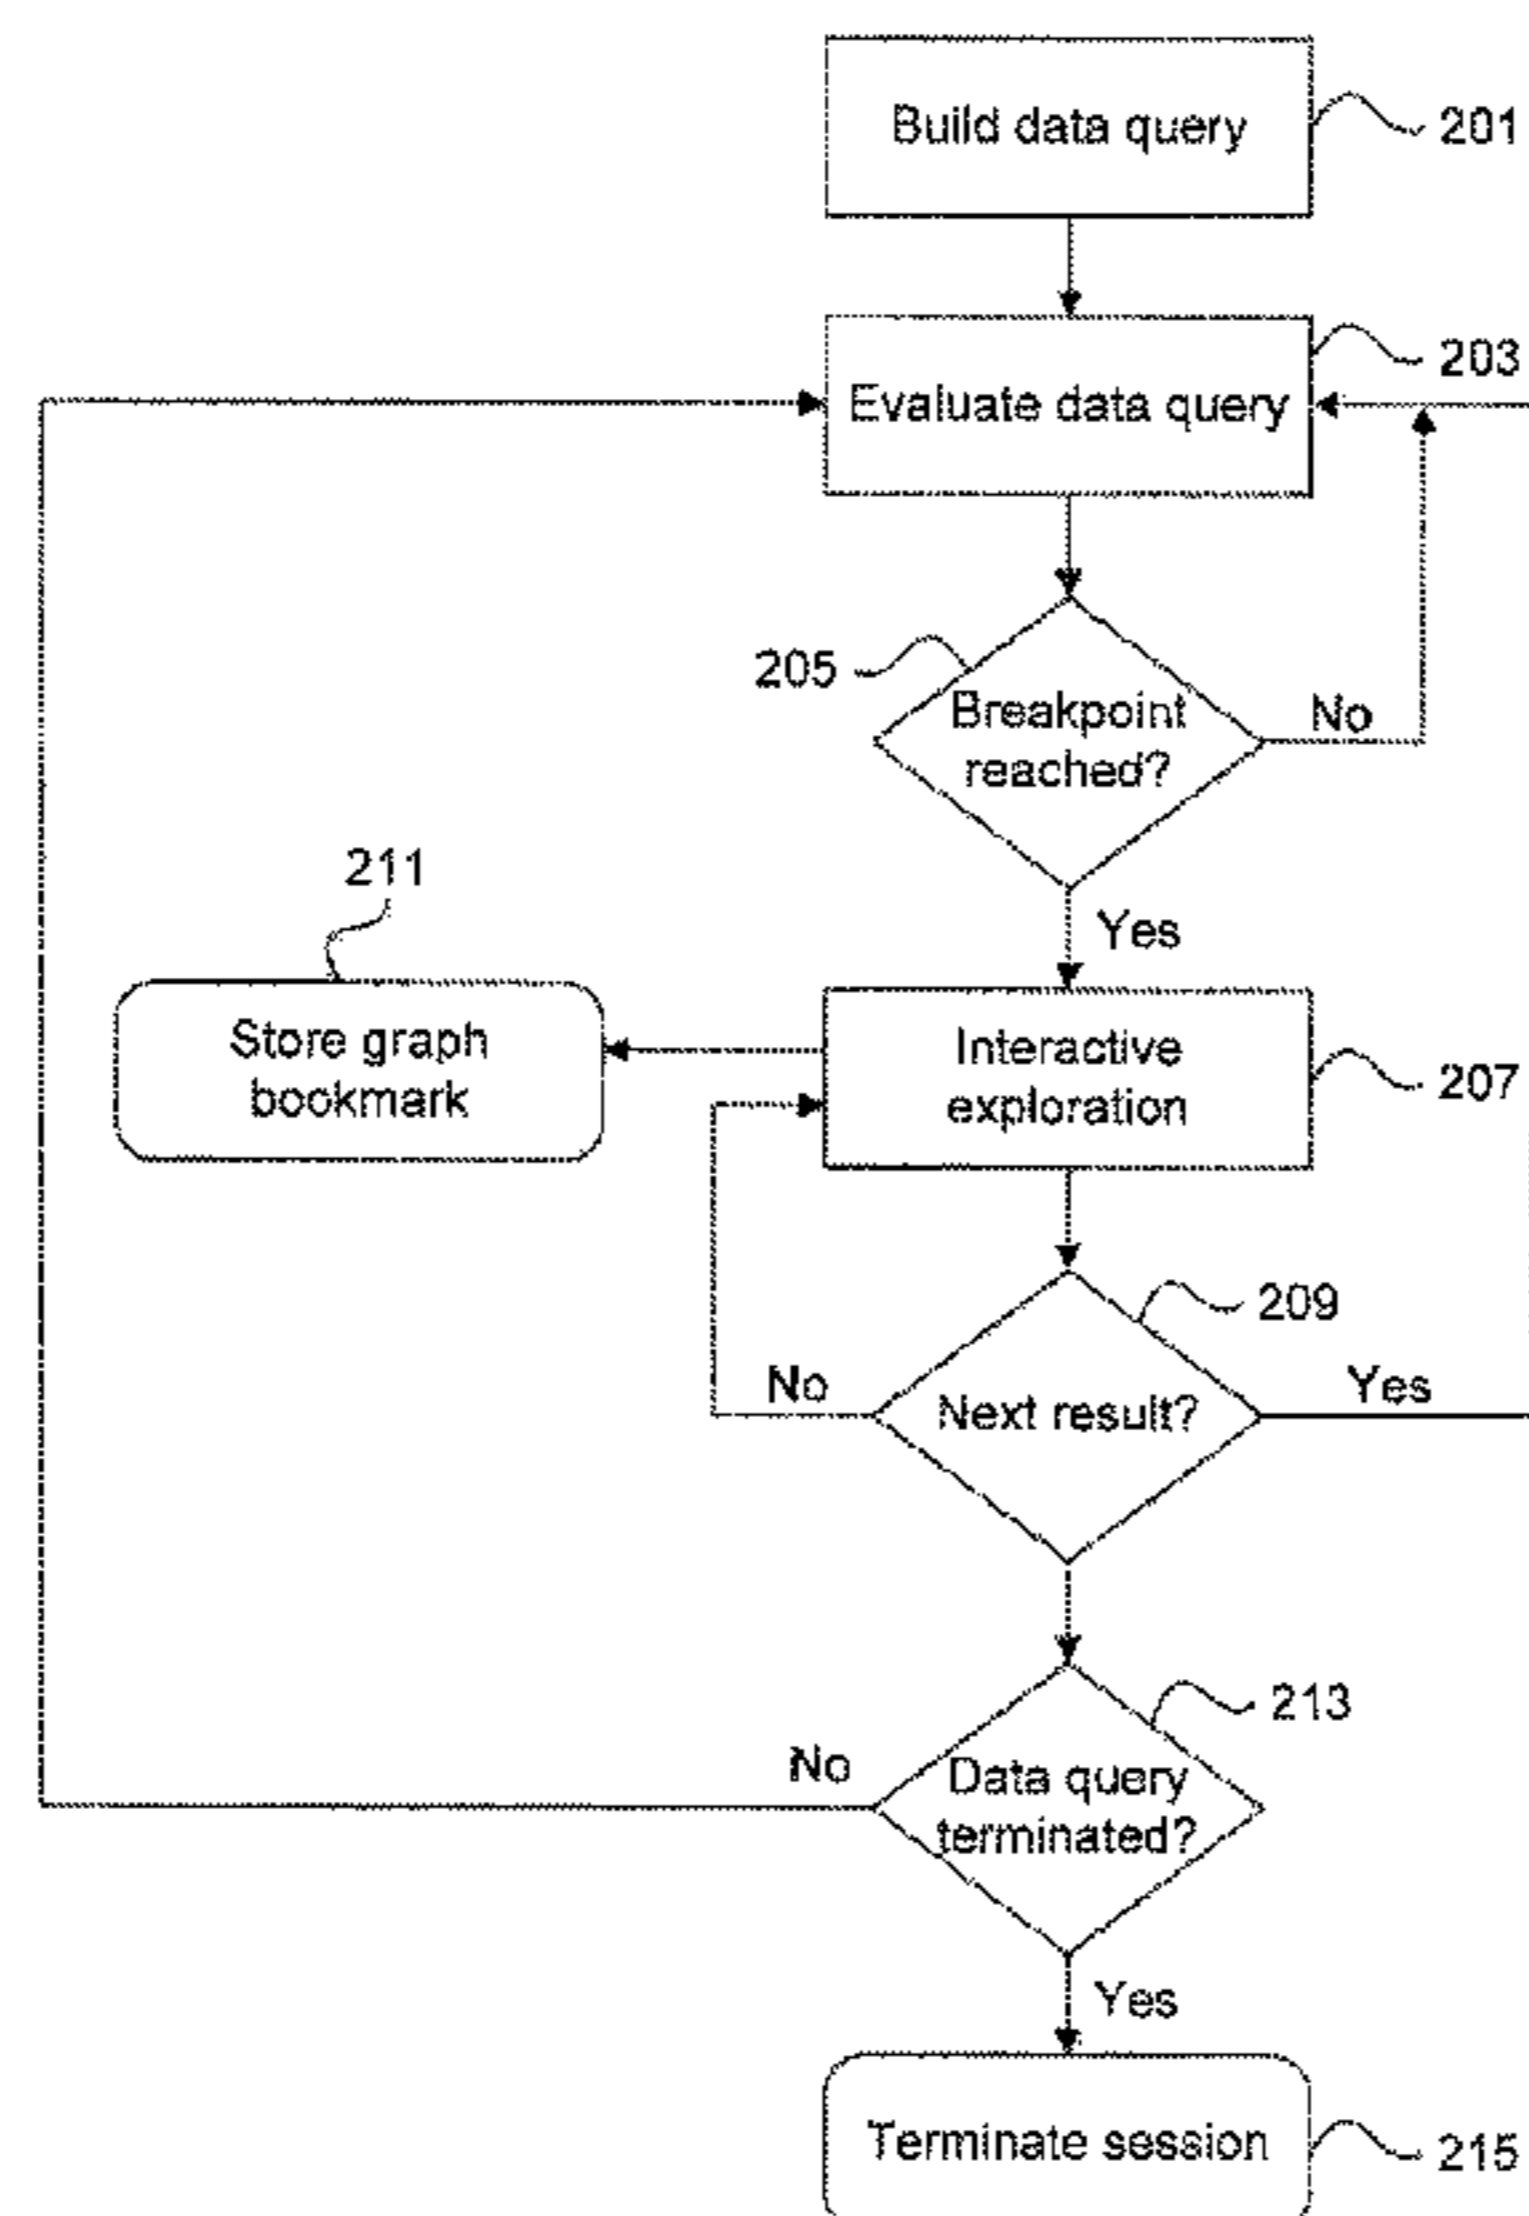 Build data query
201
Evaluate data query
203
205
Breakpoint
reached?
No
Yes
211
Store graph
bookmark
Interactive
exploration
207
209
No
Next result?
Yes
213
No
Data query
terminated?
Yes
Terminate session
215